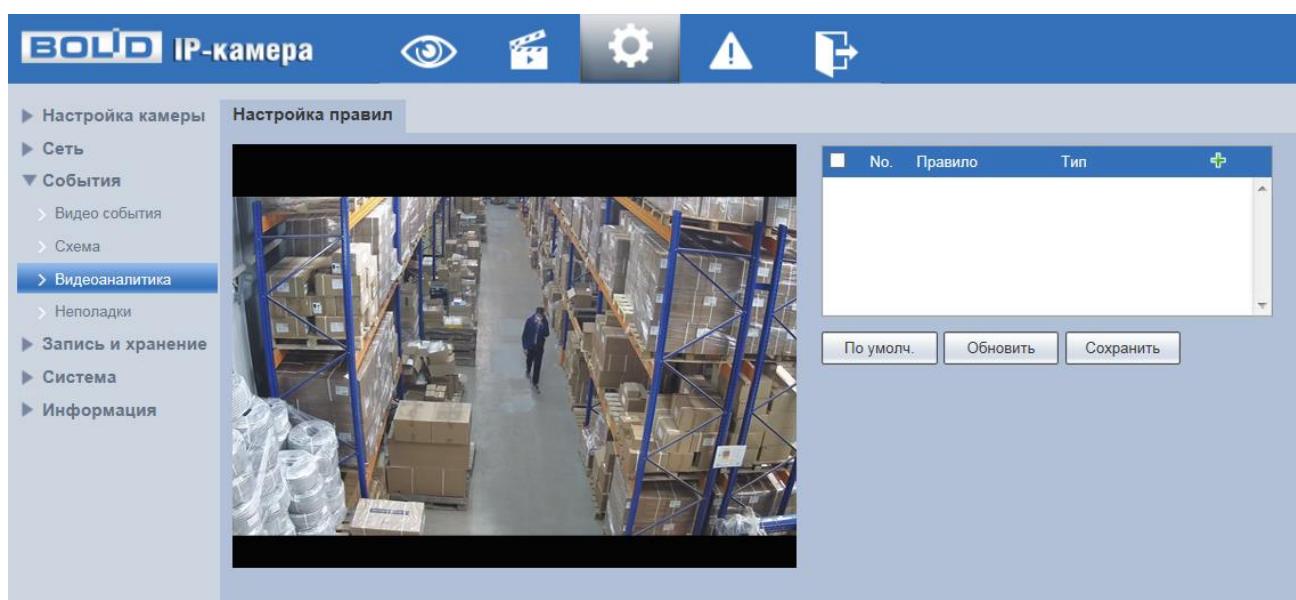 BOLID IP-камера
Настройка камеры
Сеть
События
Видео события
Схема
Видеоаналитика
Неполадки
Запись и хранение
Система
Информация
Настройка правил
No. Правило Тип
По умолч. Обновить Сохранить